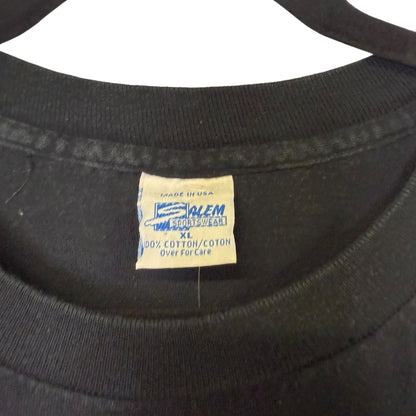 MADE IN USA
SALEM
SPORTSWEAR
XL
100% COTTON/COTON
Over For Care